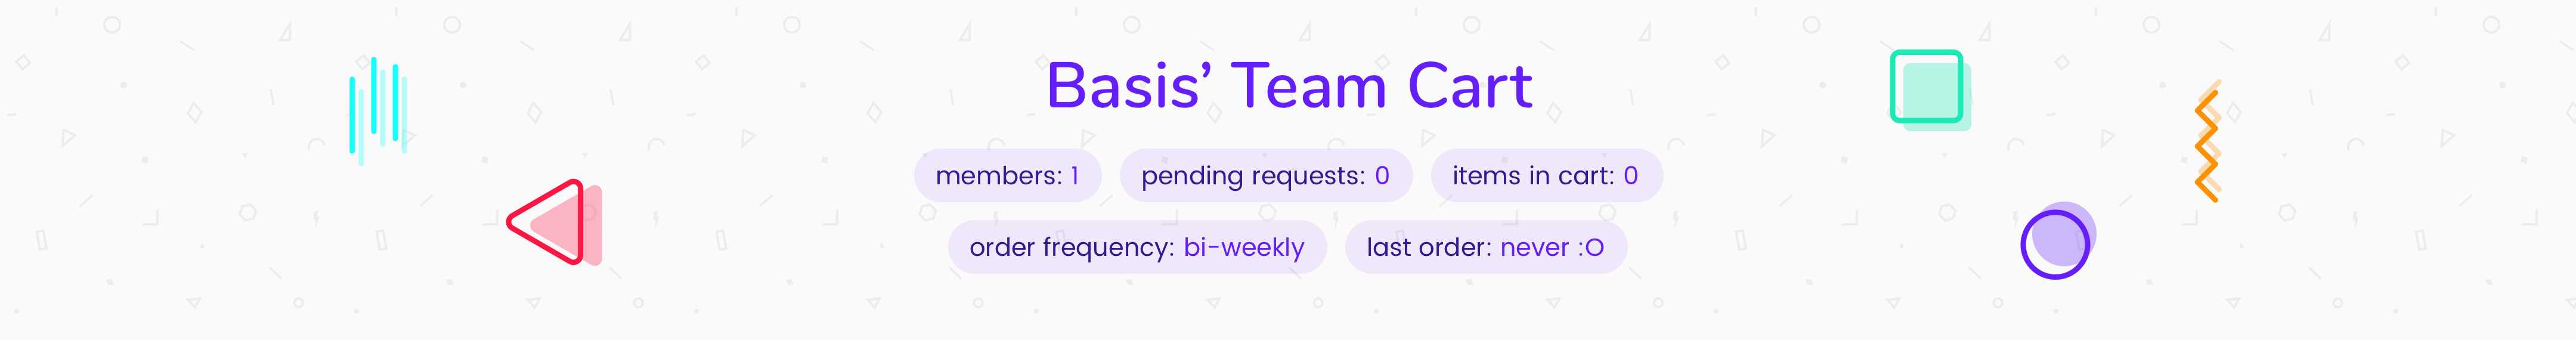 Basis’ Team Cart
members: 1 pending requests: 0 items in cart: 0
order frequency: bi-weekly last order: never :O